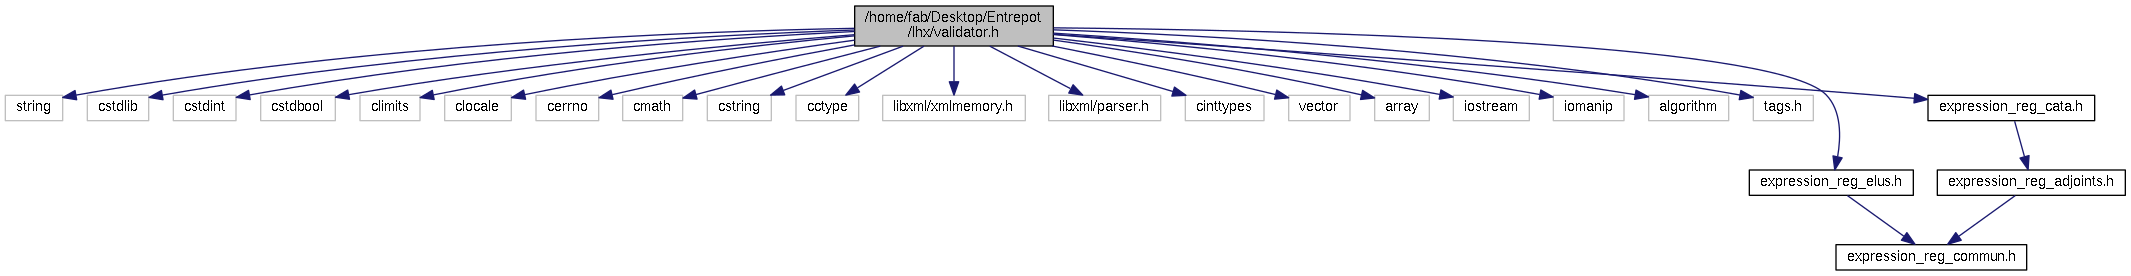 /home/fab/Desktop/Entrepot
/lhx/validator.h
string
cstdlib
cstdint
cstdbool
climits
clocale
cerrno
cmath
cstring
cctype
libxml/xmlmemory.h
libxml/parser.h
cinttypes
vector
array
iostream
iomanip
algorithm
tags.h
expression_reg_cata.h
expression_reg_elus.h
expression_reg_adjoints.h
expression_reg_commun.h